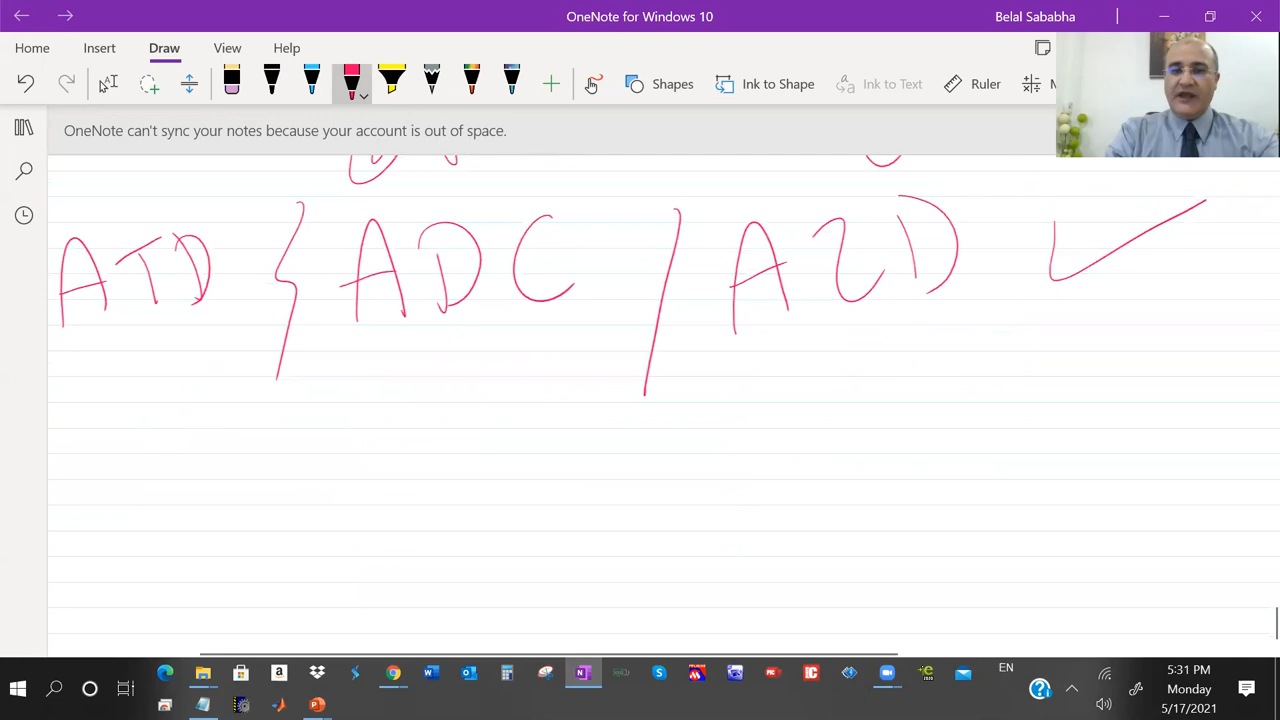 OneNote for Windows 10
Belal Sababha
Home Insert Draw View Help
Shapes Ink to Shape Ink to Text Ruler
OneNote can't sync your notes because your account is out of space.
ATD { ADC / A2D ✓
EN
5:31 PM
Monday
5/17/2021